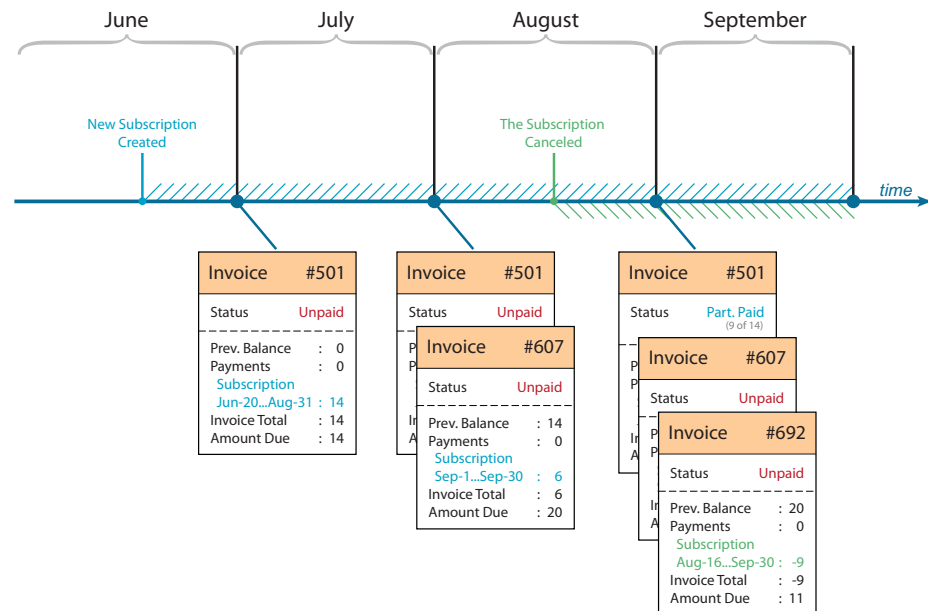 June
July
August
September
New Subscription
Created
The Subscription
Canceled
time
Invoice #501
Status Unpaid
Prev. Balance : 0
Payments : 0
Subscription
Jun-20...Aug-31 : 14
Invoice Total : 14
Amount Due : 14
Invoice #501
Status Unpaid
Invoice #607
Status Unpaid
Prev. Balance : 14
Payments : 0
Subscription
Sep-1...Sep-30 : 6
Invoice Total : 6
Amount Due : 20
Invoice #501
Status Part. Paid
(9 of 14)
Invoice #607
Status Unpaid
Invoice #692
Status Unpaid
Prev. Balance : 20
Payments : 0
Subscription
Aug-16...Sep-30 : -9
Invoice Total : -9
Amount Due : 11